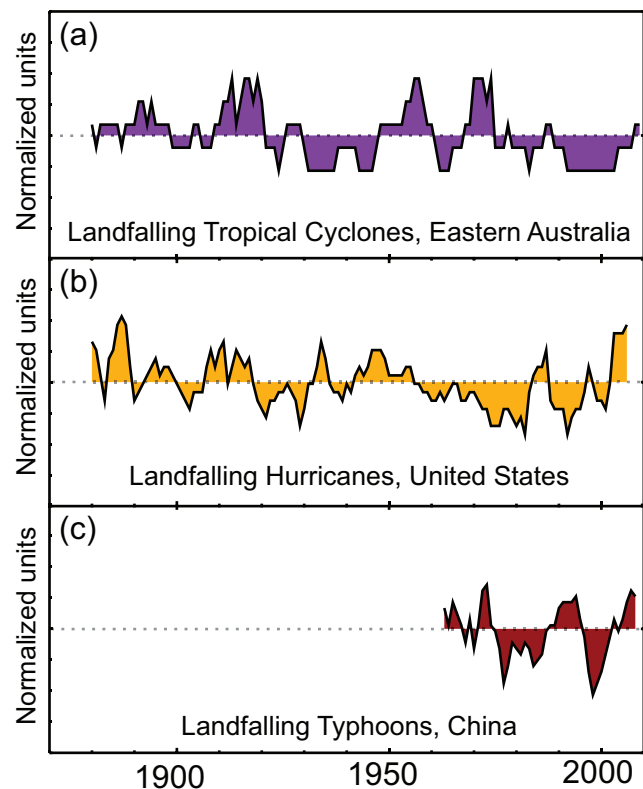 (a)
Normalized units
Landfalling Tropical Cyclones, Eastern Australia
(b)
Normalized units
Landfalling Hurricanes, United States
(c)
Normalized units
Landfalling Typhoons, China
1900 1950 2000